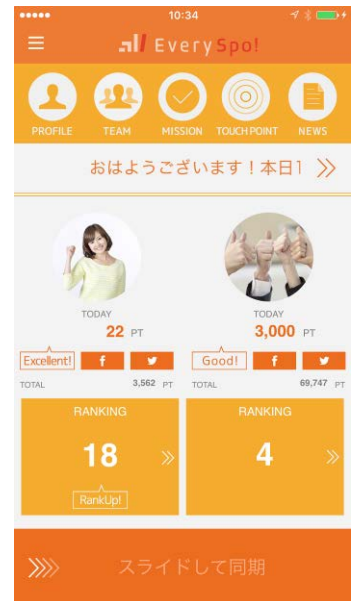 10:34
EverySpo!
PROFILE TEAM MISSION TOUCH POINT NEWS
おはようございます！本日1
TODAY TODAY
22 PT 3,000 PT
Excellent! f Good! f
TOTAL 3,562 PT TOTAL 69,747 PT
RANKING RANKING
18 4
RankUp!
スライドして同期